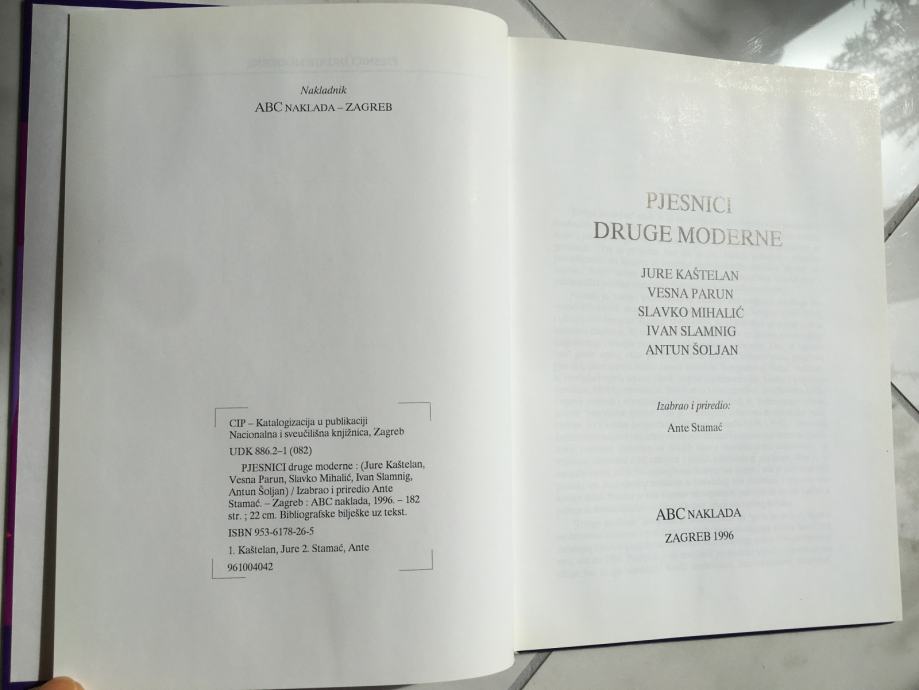 Nakladnik
ABC NAKLADA – ZAGREB
CIP – Katalogizacija u publikaciji
Nacionalna i sveučilišna knjižnica, Zagreb
UDK 886.2–1 (082)
PJESNICI druge moderne : (Jure Kaštelan,
Vesna Parun, Slavko Mihalić, Ivan Slamnig,
Antun Šoljan) / Izabrao i priredio Ante
Stamać. – Zagreb : ABC naklada, 1996. – 182
str. ; 22 cm. Bibliografske bilješke uz tekst.
ISBN 953-6178-26-5
1. Kaštelan, Jure 2. Stamać, Ante
961004042
PJESNICI
DRUGE MODERNE
JURE KAŠTELAN
VESNA PARUN
SLAVKO MIHALIĆ
IVAN SLAMNIG
ANTUN ŠOLJAN
Izabrao i priredio:
Ante Stamać
ABC NAKLADA
ZAGREB 1996